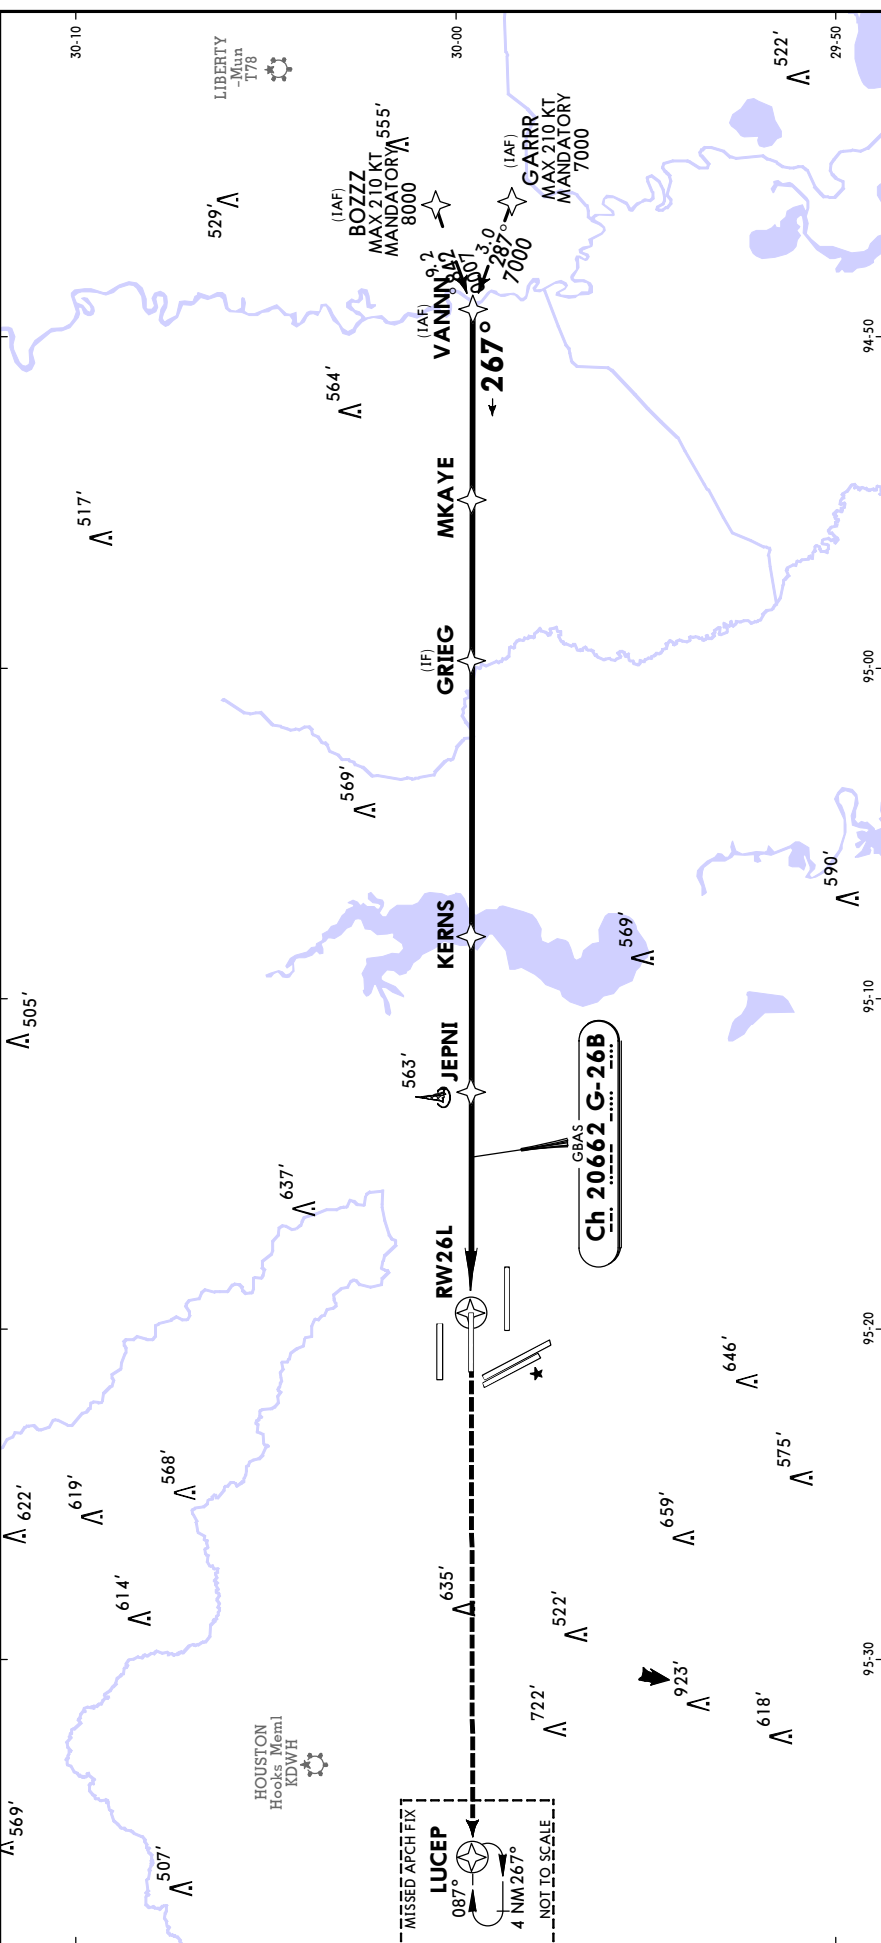 30-10
30-00
29-50
LIBERTY
-Mun
T78
522'
555'
529'
(IAF)
BOZZZ
MAX 210 KT
MANDATORY
8000
(IAF)
GARRR
MAX 210 KT
MANDATORY
7000
9.2
248°
7000
3.0
287°
7000
(IAF)
VANNN
267°
94-50
564'
517'
MKAYE
(IF)
GRIEG
95-00
569'
590'
KERNS
569'
95-10
505'
563'
JEPNI
GBAS
Ch 20662 G-26B
637'
RW26L
95-20
646'
575'
568'
619'
622'
659'
614'
635'
522'
95-30
923'
722'
618'
HOUSTON
Hooks Meml
KDWH
569'
507'
MISSED APCH FIX
LUCEP
087°
4 NM 267°
NOT TO SCALE